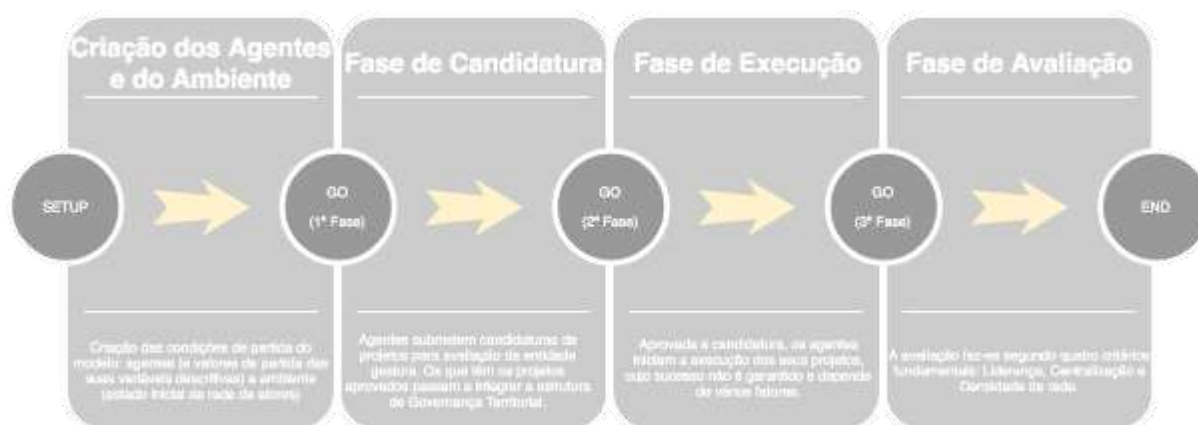 Criação dos Agentes
e do Ambiente
Fase de Candidatura
Fase de Execução
Fase de Avaliação
SETUP
GO
(1ª Fase)
GO
(2ª Fase)
GO
(3ª Fase)
END
Criação das condições de partida do
modelo: agentes (e valores de partida das
suas variáveis descritivas) e ambiente
(estado inicial da rede de atores)
Agentes submetem candidaturas de
projetos para avaliação da entidade
gestora. Os que têm os projetos
aprovados passam a integrar a estrutura
de Governança Territorial.
Aprovada a candidatura, os agentes
iniciam a execução dos seus projetos,
cujo sucesso não é garantido e depende
de vários fatores.
A avaliação faz-se segundo quatro critérios
fundamentais: Liderança, Centralização e
Densidade da rede.